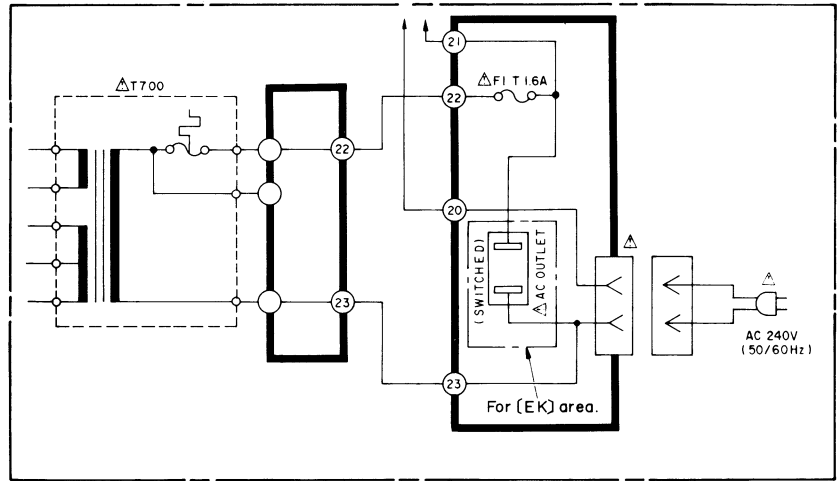 21
⚠T700
⚠F1 T 1.6A
22
22
20
(SWITCHED)
⚠AC OUTLET
⚠
⚠
23
AC 240V
(50/60Hz)
23
For [EK] area.